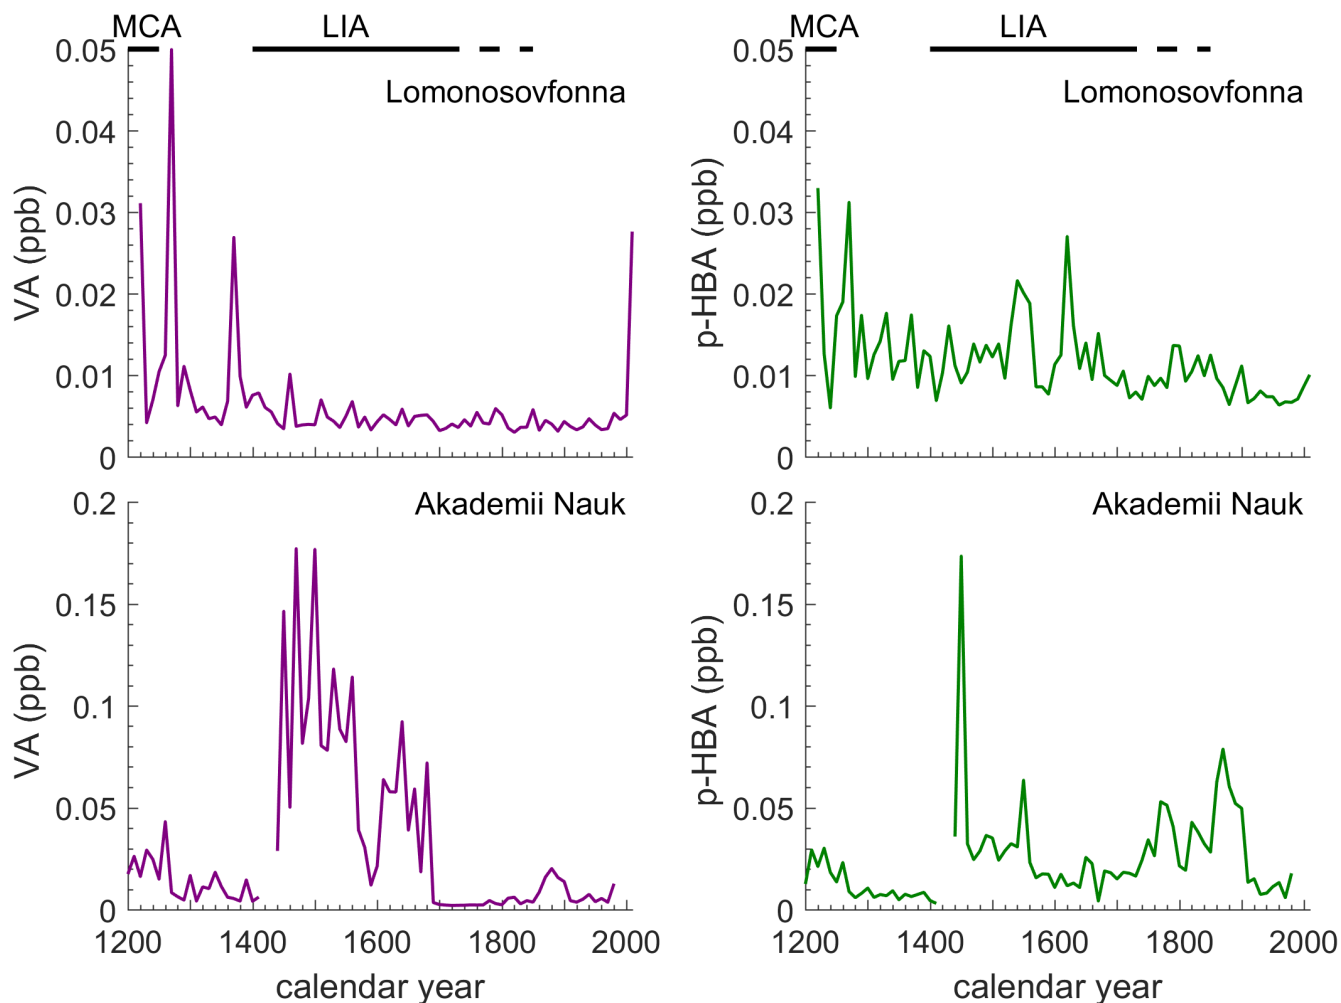 MCA LIA
0.05
Lomonosovfonna
0.04
0.03
VA (ppb)
0.02
0.01
0
MCA LIA
0.05
Lomonosovfonna
0.04
0.03
p-HBA (ppb)
0.02
0.01
0
0.2
Akademii Nauk
0.15
VA (ppb)
0.1
0.05
0
1200 1400 1600 1800 2000
calendar year
0.2
Akademii Nauk
0.15
p-HBA (ppb)
0.1
0.05
0
1200 1400 1600 1800 2000
calendar year